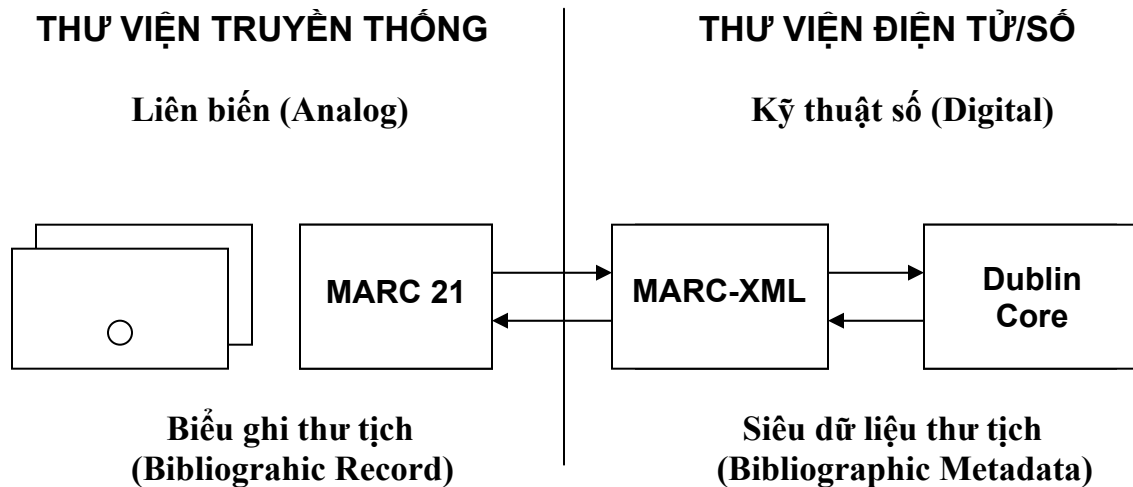 THƯ VIỆN TRUYỀN THỐNG
THƯ VIỆN ĐIỆN TỬ/SỐ
Liên biến (Analog)
Kỹ thuật số (Digital)
MARC 21
MARC-XML
Dublin
Core
Biểu ghi thư tịch
(Bibliograhic Record)
Siêu dữ liệu thư tịch
(Bibliographic Metadata)